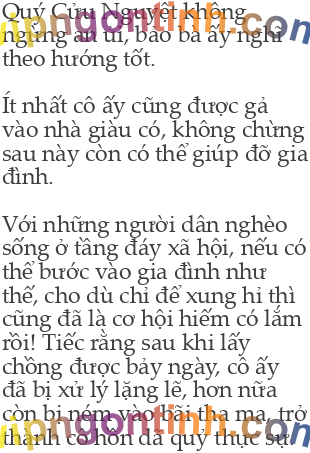 Quý Cửu Nguyệt không
ngừng an ủi, bảo bà ấy nghĩ
theo hướng tốt.
Ít nhất cô ấy cũng được gả
vào nhà giàu có, không chừng
sau này còn có thể giúp đỡ gia
đình.
Với những người dân nghèo
sống ở tầng đáy xã hội, nếu có
thể bước vào gia đình như
thế, cho dù chỉ để xung hỉ thì
cũng đã là cơ hội hiếm có lắm
rồi! Tiếc rằng sau khi lấy
chồng được bảy ngày, cô ấy
đã bị xử lý lặng lẽ, hơn nữa
còn bị ném vào bãi tha ma, trở
thành cô hồn dã quỷ thực sự